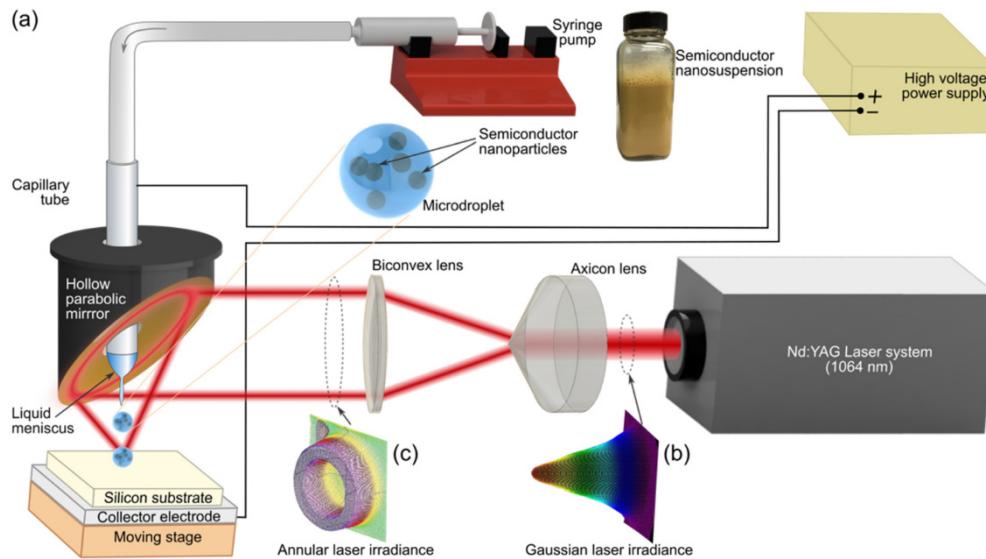 (a)
Syringe
pump
Semiconductor
nanosuspension
High voltage
power supply
+
−
Semiconductor
nanoparticles
Capillary
tube
Microdroplet
Hollow
parabolic
mirrror
Biconvex lens
Axicon lens
Nd:YAG Laser system
(1064 nm)
Liquid
meniscus
(c)
(b)
Silicon substrate
Collector electrode
Moving stage
Annular laser irradiance
Gaussian laser irradiance